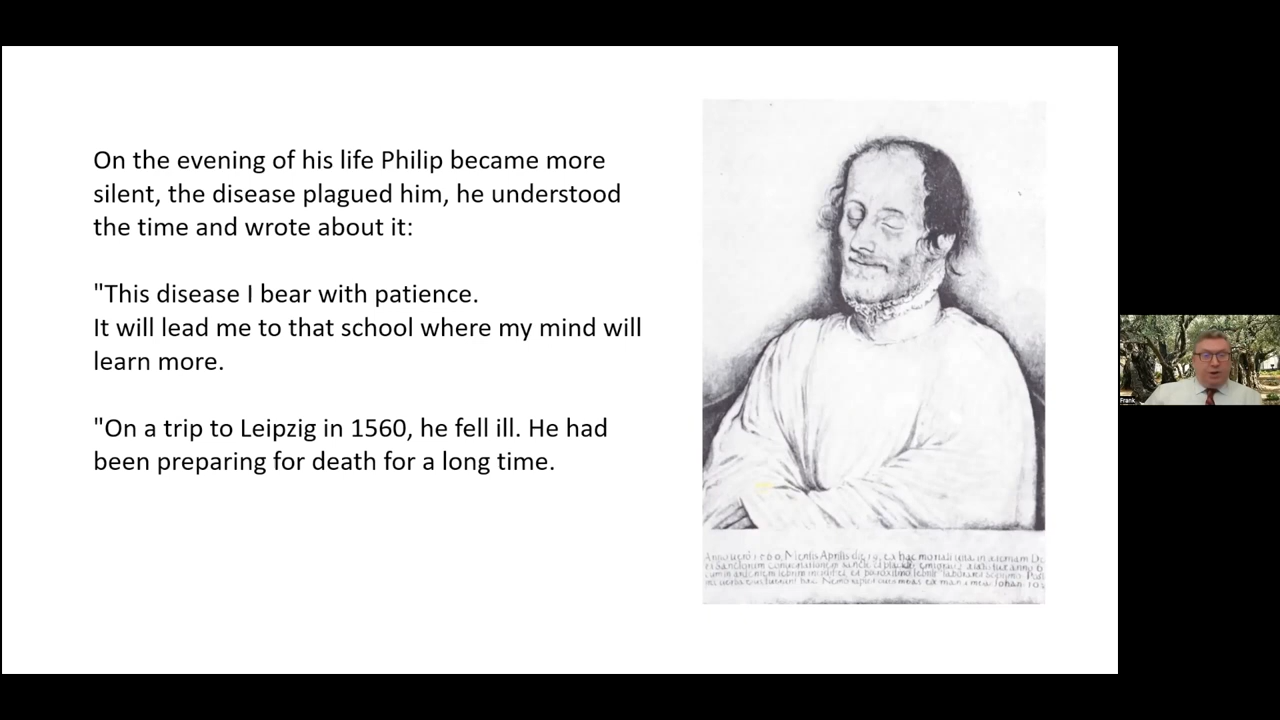 On the evening of his life Philip became more
silent, the disease plagued him, he understood
the time and wrote about it:
"This disease I bear with patience.
It will lead me to that school where my mind will
learn more.
"On a trip to Leipzig in 1560, he fell ill. He had
been preparing for death for a long time.
Aprilis
Frank